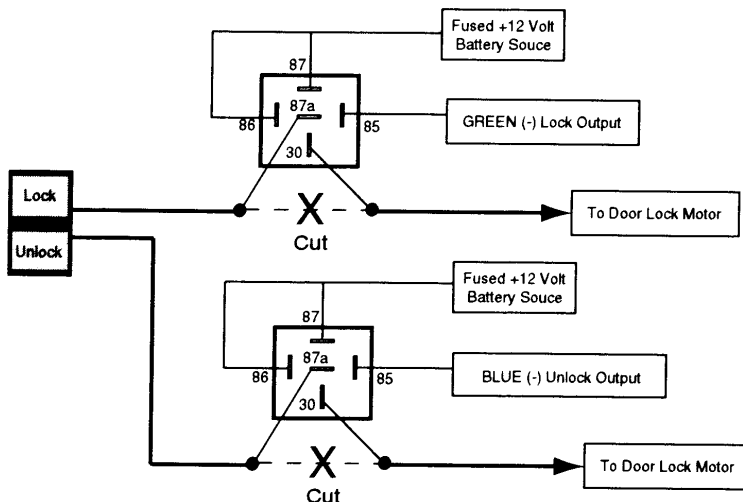 Fused +12 Volt
Battery Souce
87
87a
86
85
30
GREEN (-) Lock Output
Lock
Unlock
Cut
To Door Lock Motor
Fused +12 Volt
Battery Souce
87
87a
86
85
30
BLUE (-) Unlock Output
Cut
To Door Lock Motor